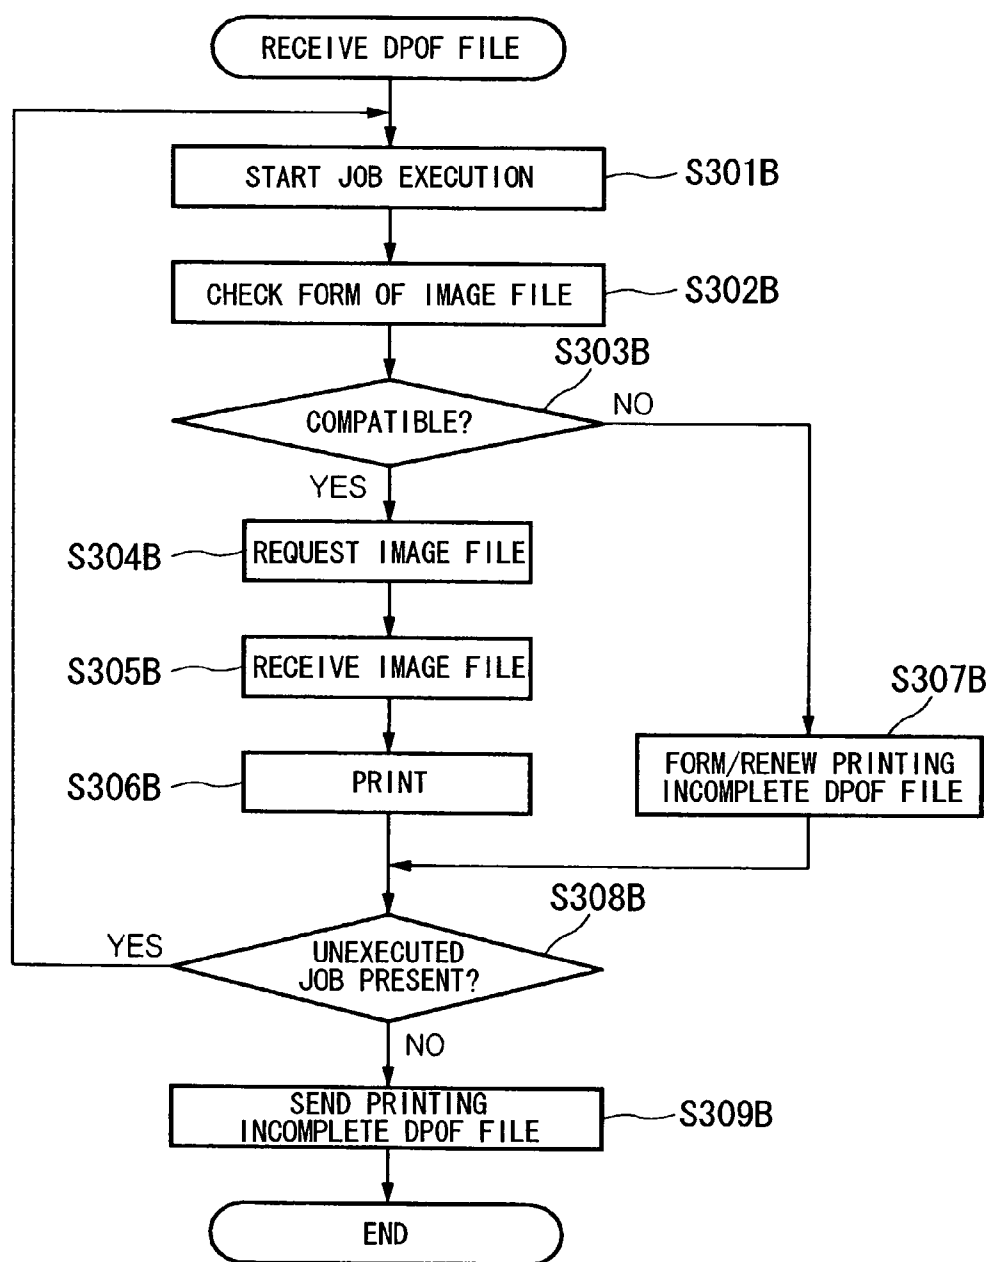 RECEIVE DPOF FILE
START JOB EXECUTION
S301B
CHECK FORM OF IMAGE FILE
S302B
S303B
COMPATIBLE?
NO
YES
S304B
REQUEST IMAGE FILE
S305B
RECEIVE IMAGE FILE
S307B
S306B
PRINT
FORM/RENEW PRINTING
INCOMPLETE DPOF FILE
S308B
YES
UNEXECUTED
JOB PRESENT?
NO
SEND PRINTING
INCOMPLETE DPOF FILE
S309B
END